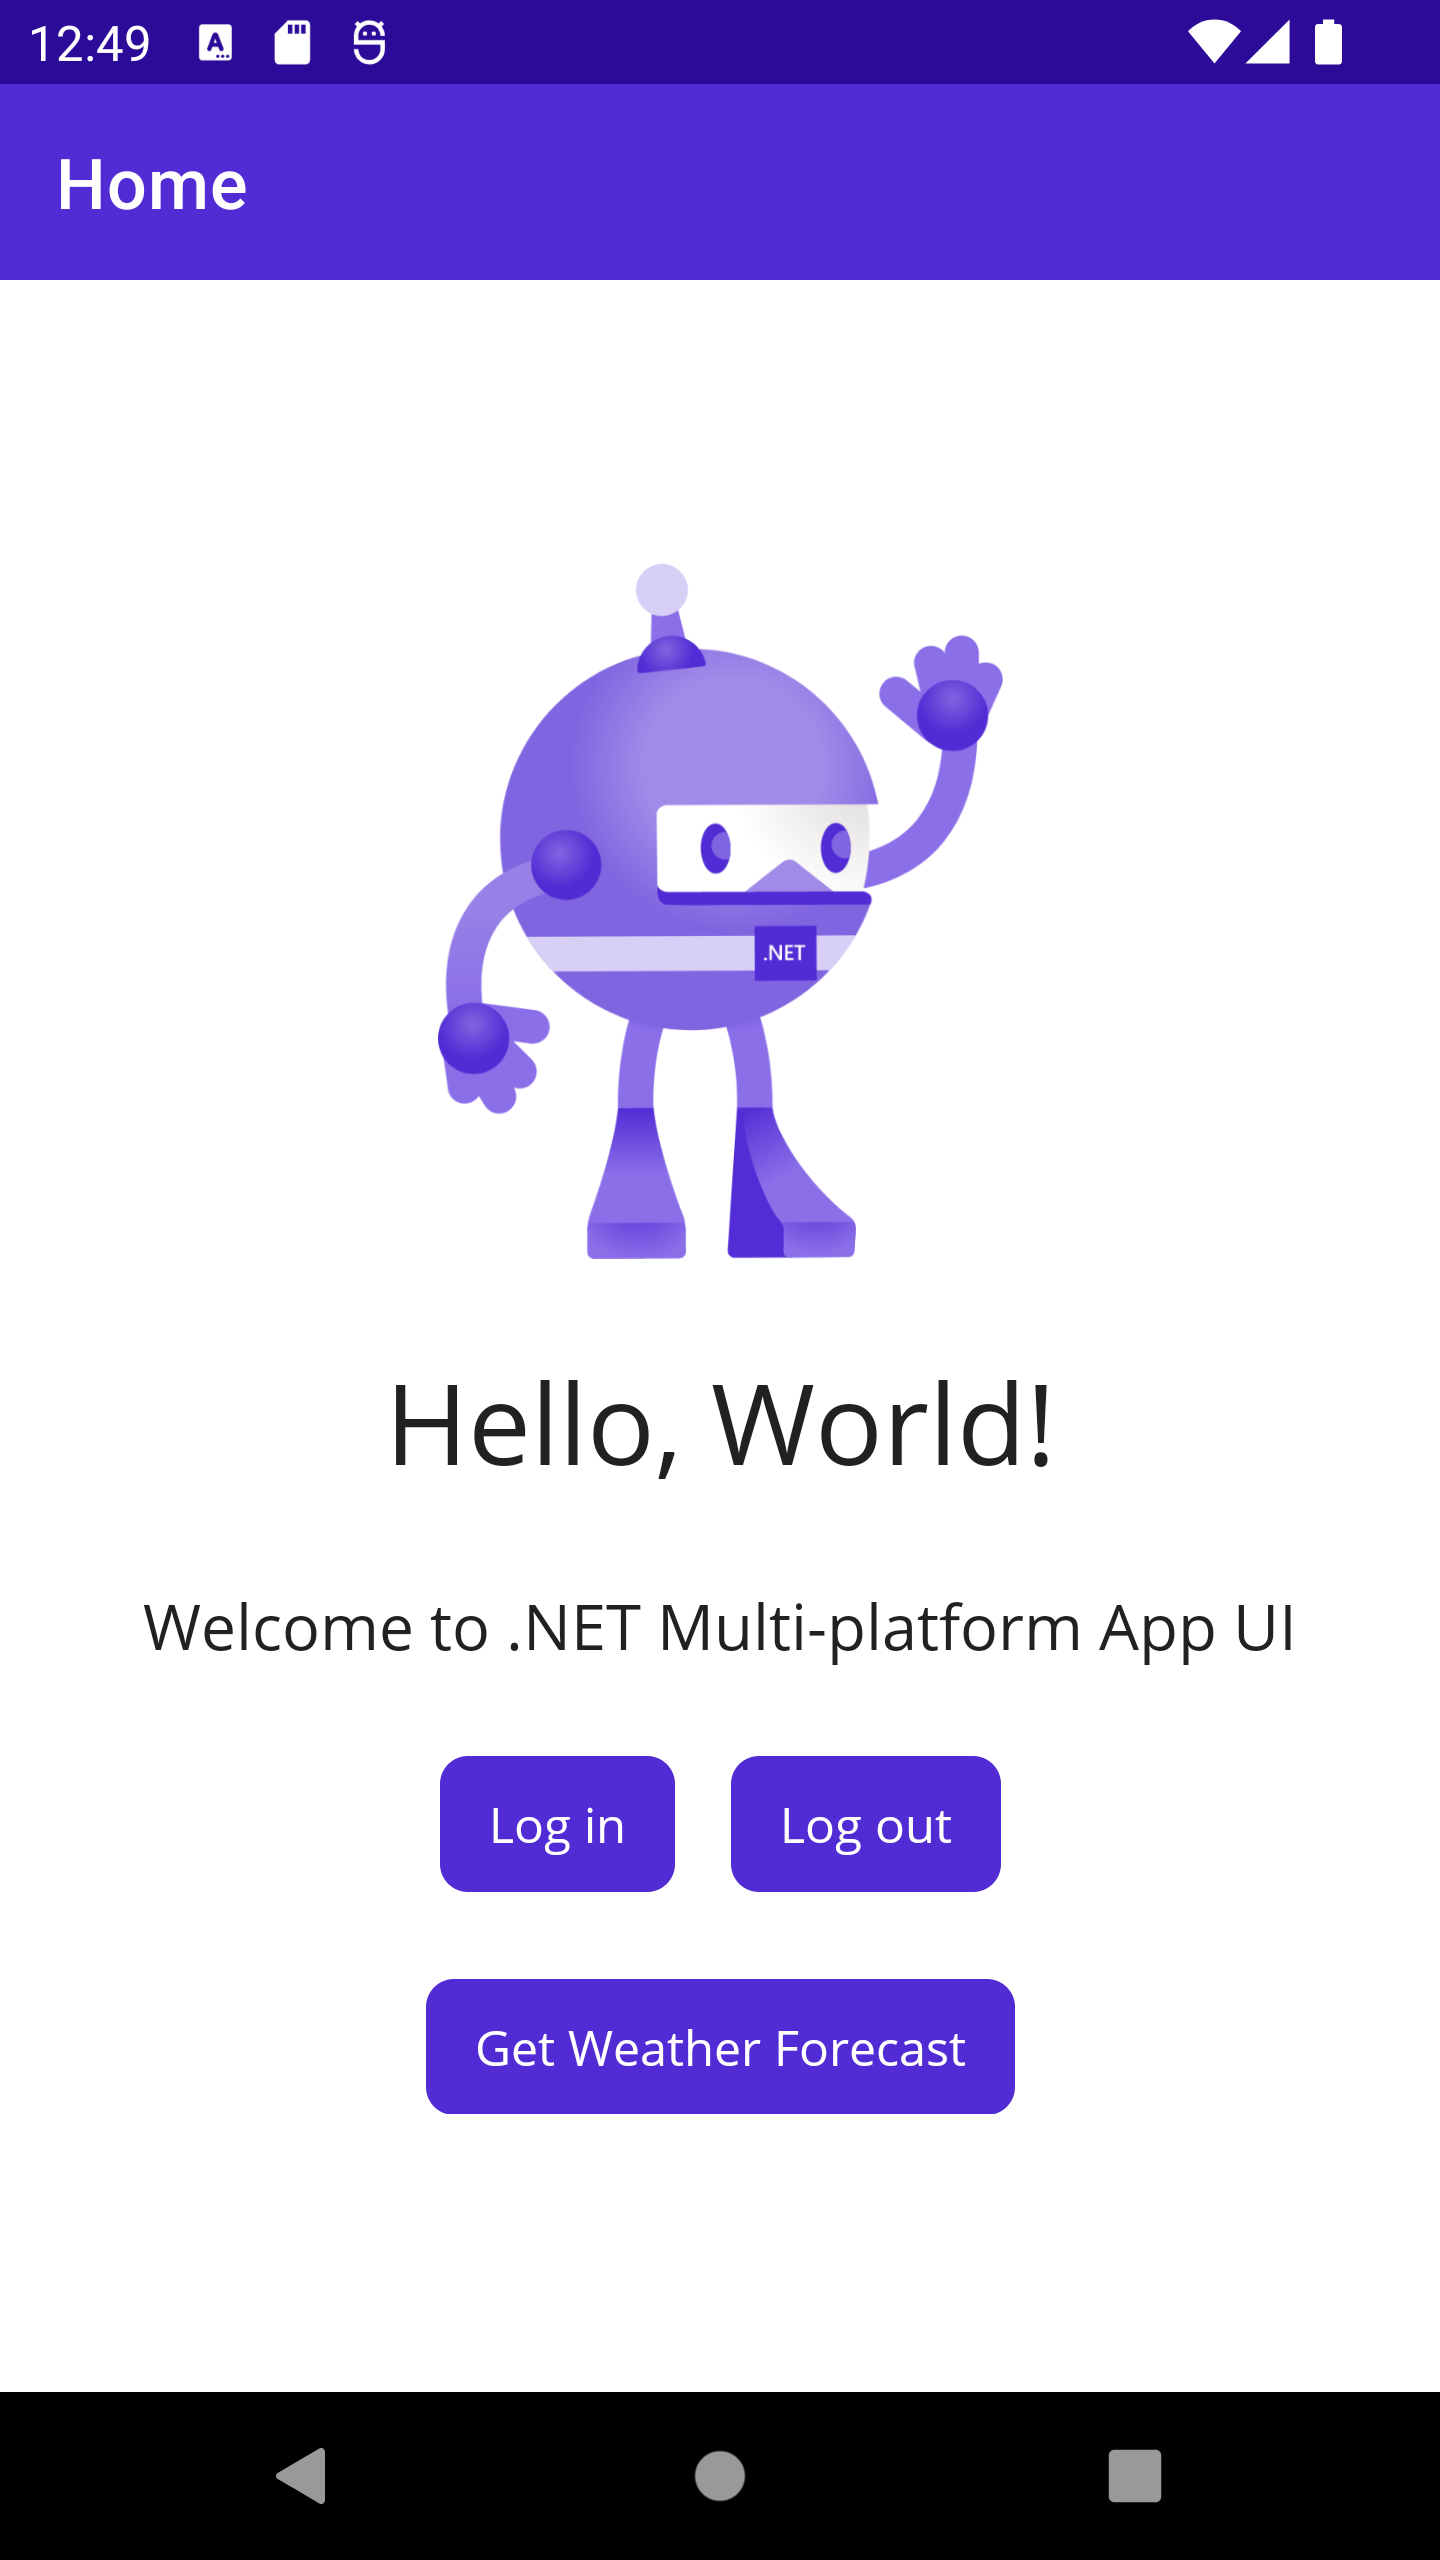 12:49
Home
.NET
Hello, World!
Welcome to .NET Multi-platform App UI
Log in
Log out
Get Weather Forecast